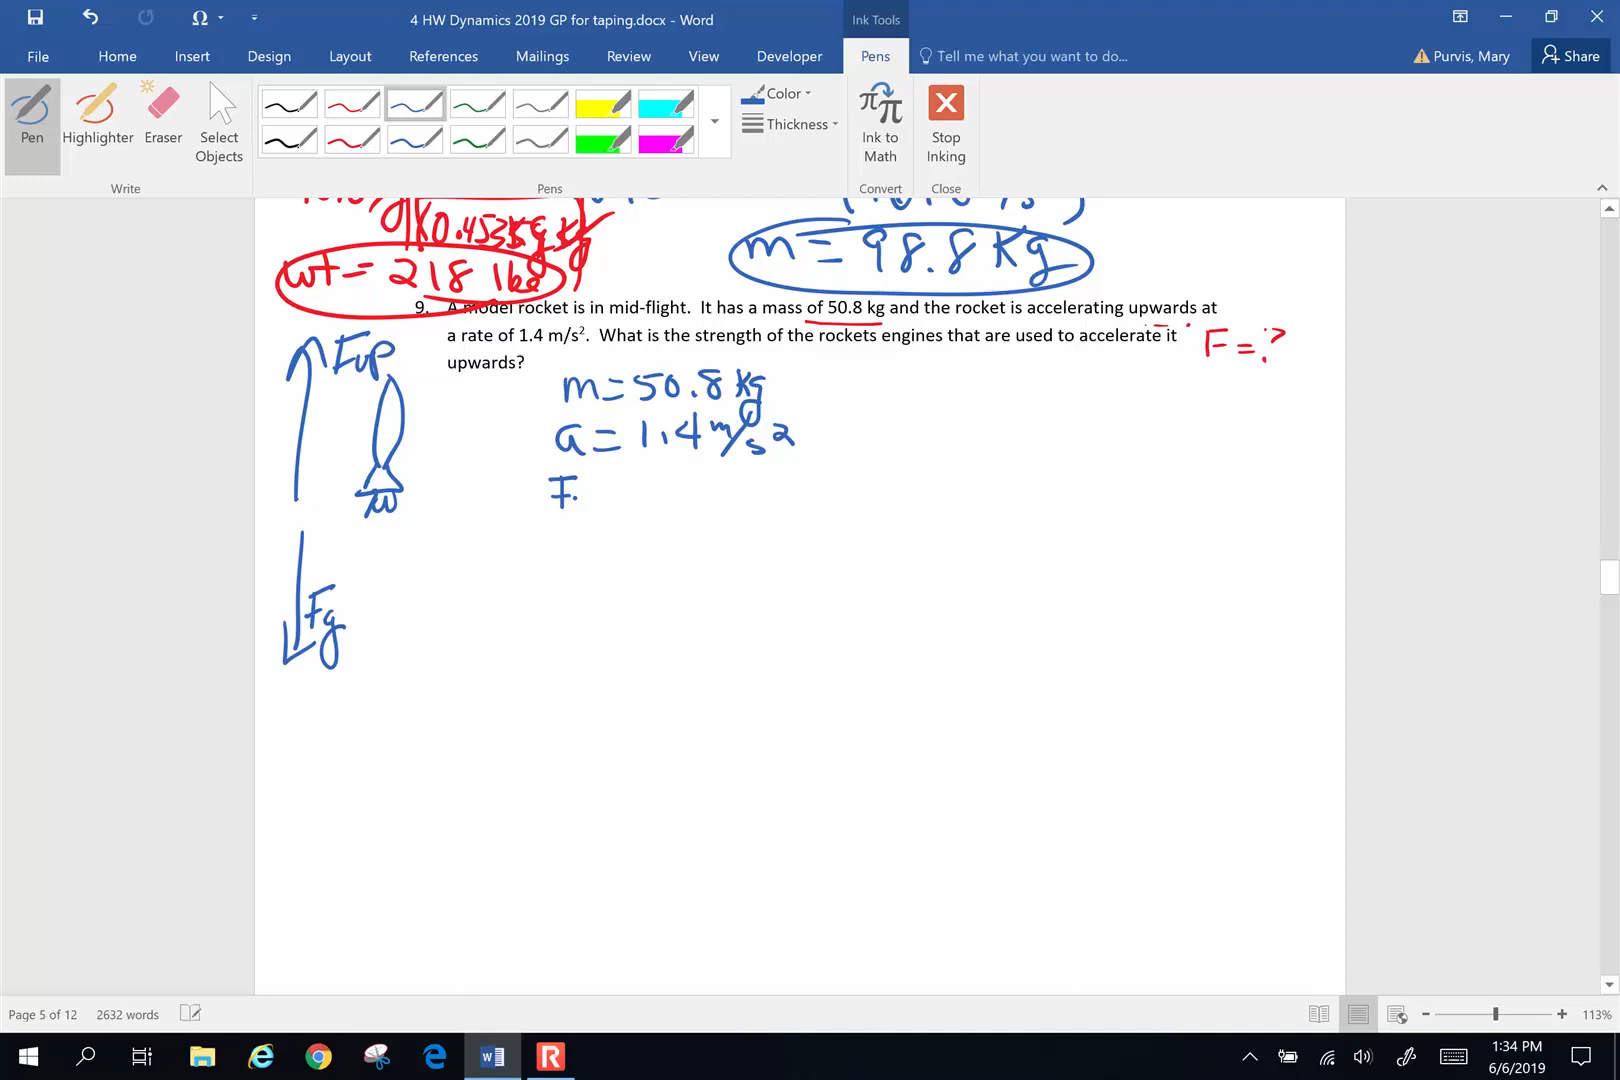 4 HW Dynamics 2019 GP for taping.docx - Word
Ink Tools
File Home Insert Design Layout References Mailings Review View Developer Pens Tell me what you want to do... Purvis, Mary Share
Pen Highlighter Eraser Select Objects
Color
Thickness
Ink to Math
Stop Inking
Write Pens Convert Close
0.453kg
wt = 218 lbs
m = 98.8 Kg
9. A model rocket is in mid-flight. It has a mass of 50.8 kg and the rocket is accelerating upwards at
a rate of 1.4 m/s². What is the strength of the rockets engines that are used to accelerate it
upwards?
F = ?
Fup
m = 50.8 kg
a = 1.4 m/s²
F
Fg
Page 5 of 12 2632 words 113%
1:34 PM
6/6/2019